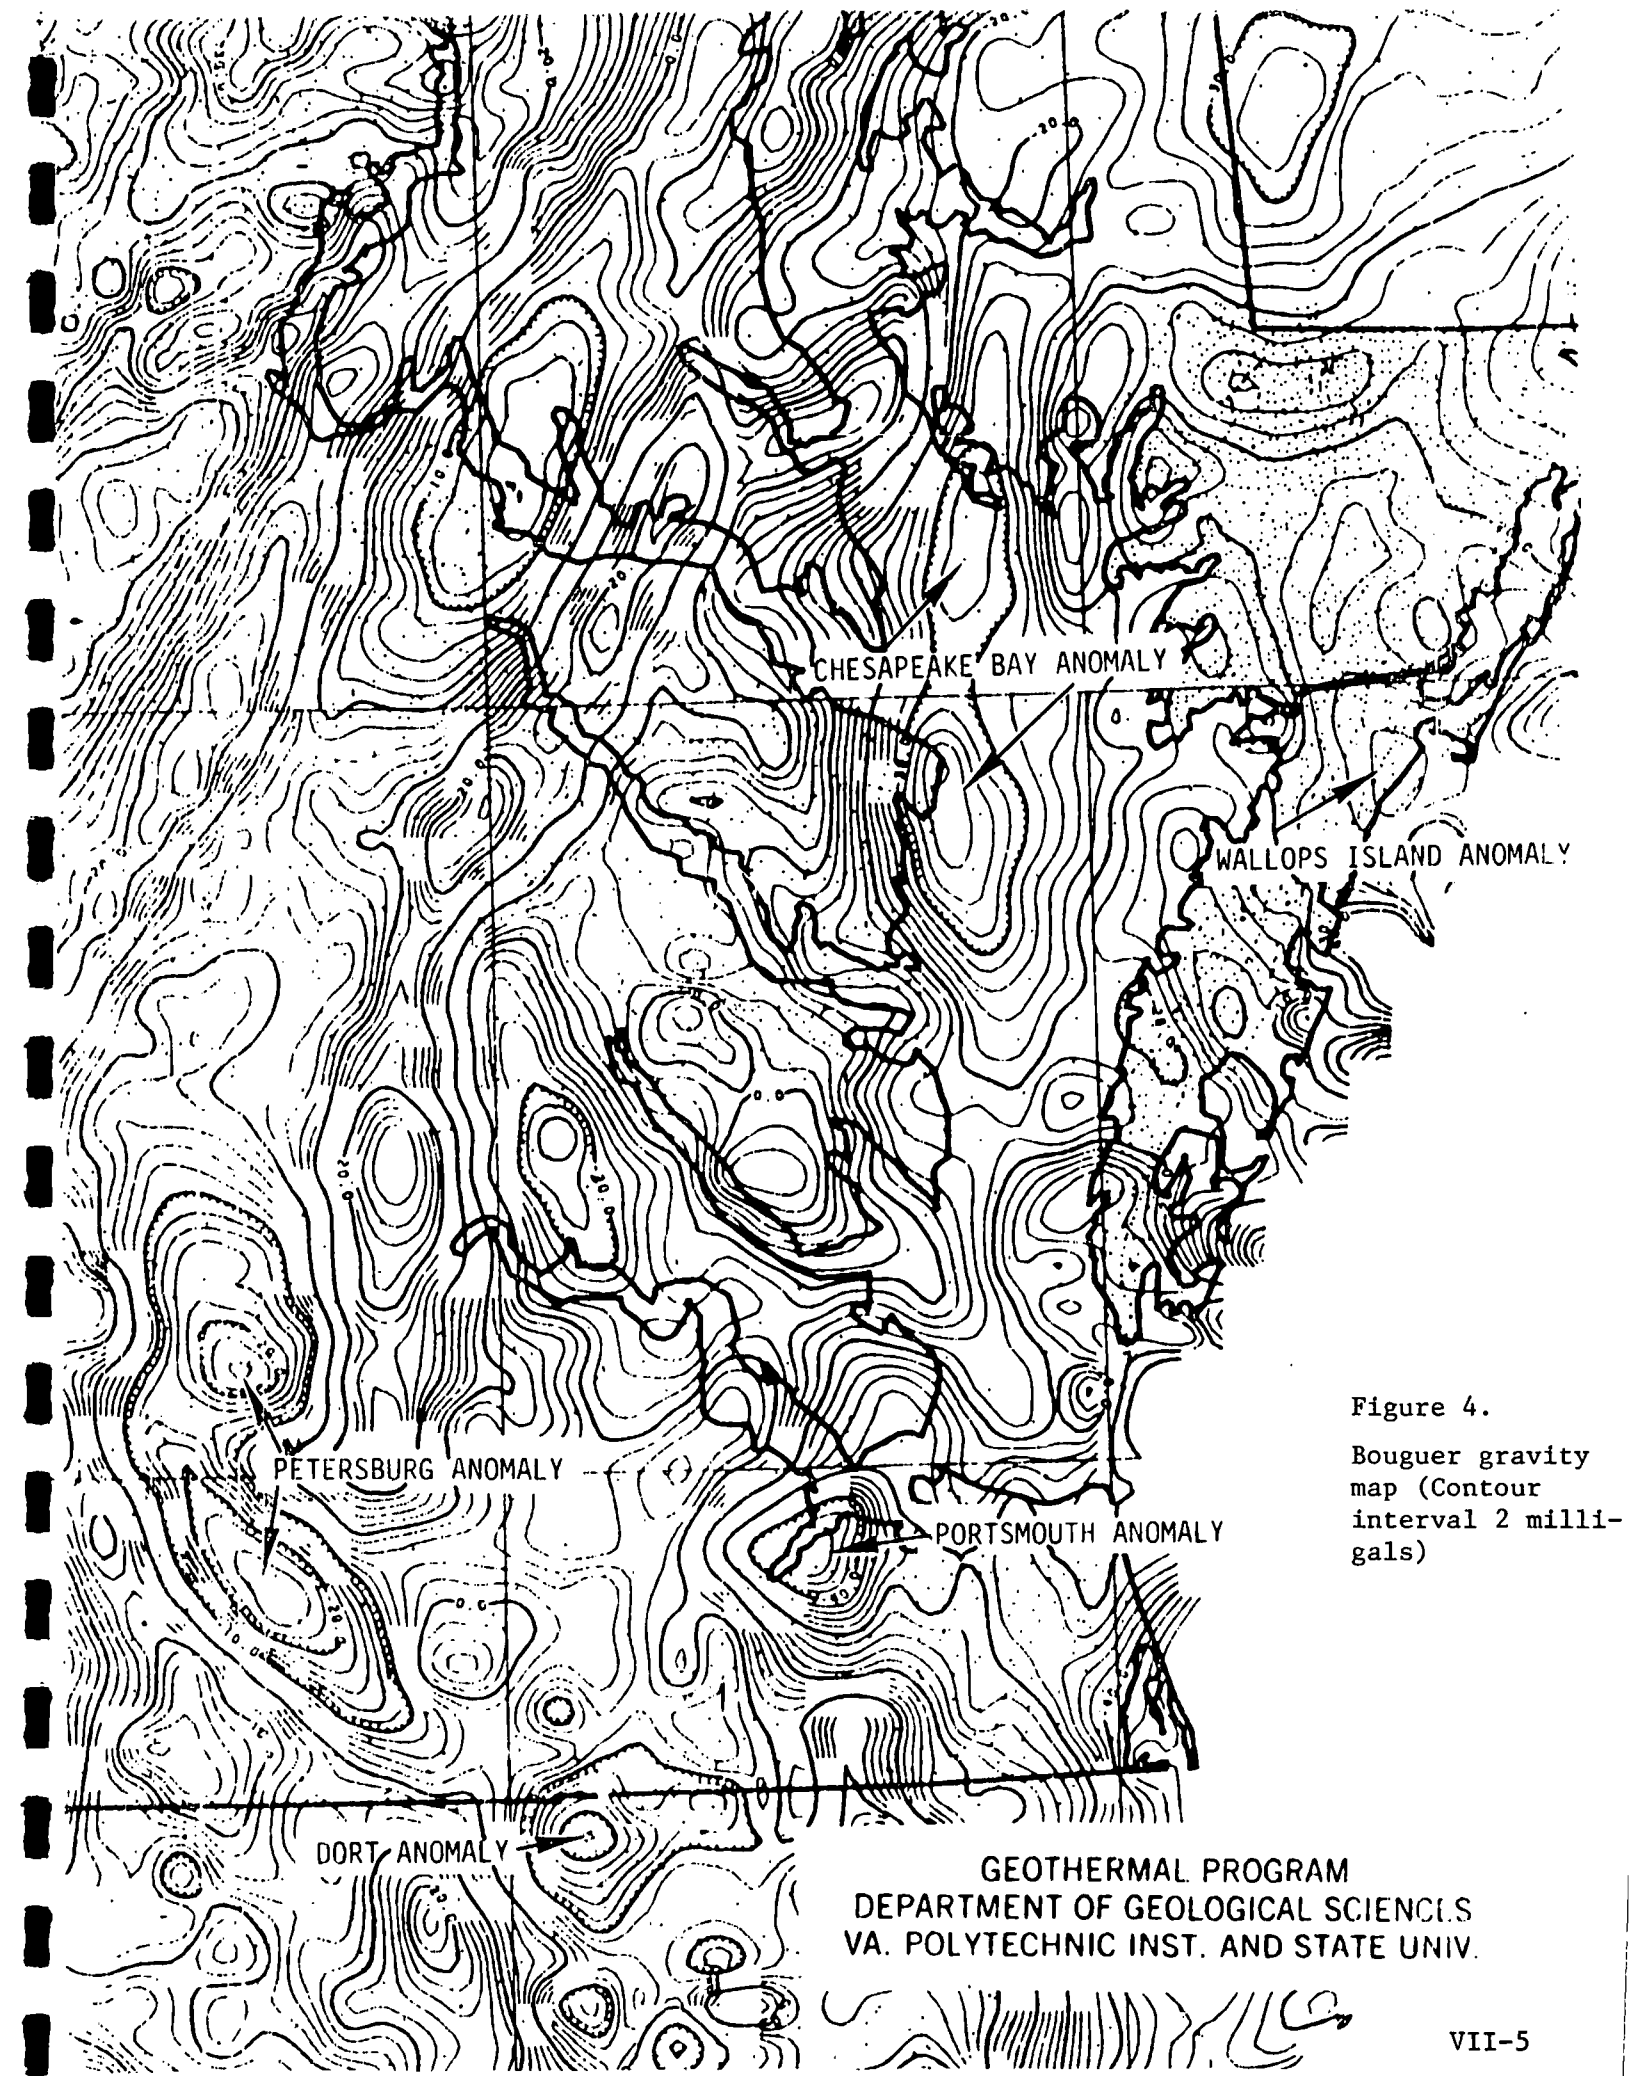 CHESAPEAKE BAY ANOMALY
WALLOPS ISLAND ANOMALY
Figure 4.
Bouguer gravity
map (Contour
interval 2 milli-
gals)
PETERSBURG ANOMALY
PORTSMOUTH ANOMALY
DORT ANOMALY
GEOTHERMAL PROGRAM
DEPARTMENT OF GEOLOGICAL SCIENCES
VA. POLYTECHNIC INST. AND STATE UNIV.
VII-5